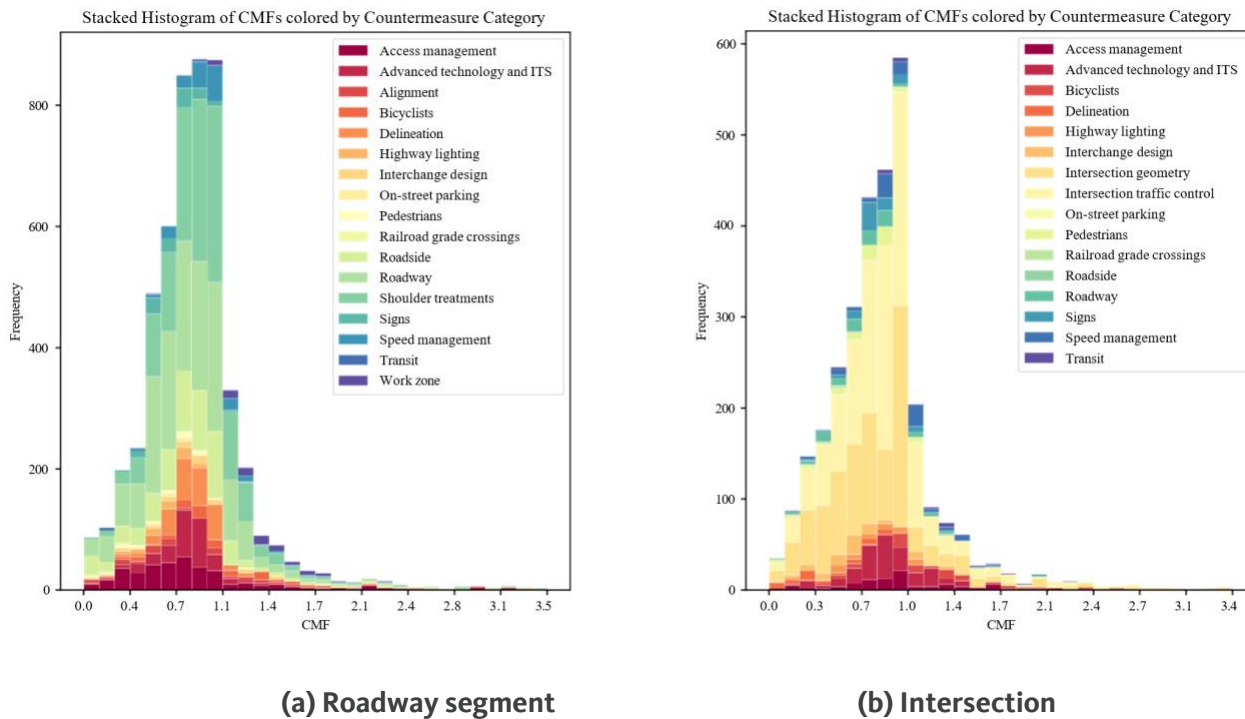 Stacked Histogram of CMFs colored by Countermeasure Category
Access management
Advanced technology and ITS
Alignment
Bicyclists
Delineation
Highway lighting
Interchange design
On-street parking
Pedestrians
Railroad grade crossings
Roadside
Roadway
Shoulder treatments
Signs
Speed management
Transit
Work zone
Frequency
800
600
400
200
0
0.0 0.4 0.7 1.1 1.4 1.7 2.1 2.4 2.8 3.1 3.5
CMF
(a) Roadway segment
Stacked Histogram of CMFs colored by Countermeasure Category
Access management
Advanced technology and ITS
Bicyclists
Delineation
Highway lighting
Interchange design
Intersection geometry
Intersection traffic control
On-street parking
Pedestrians
Railroad grade crossings
Roadside
Roadway
Signs
Speed management
Transit
Frequency
600
500
400
300
200
100
0
0.0 0.3 0.7 1.0 1.4 1.7 2.1 2.4 2.7 3.1 3.4
CMF
(b) Intersection